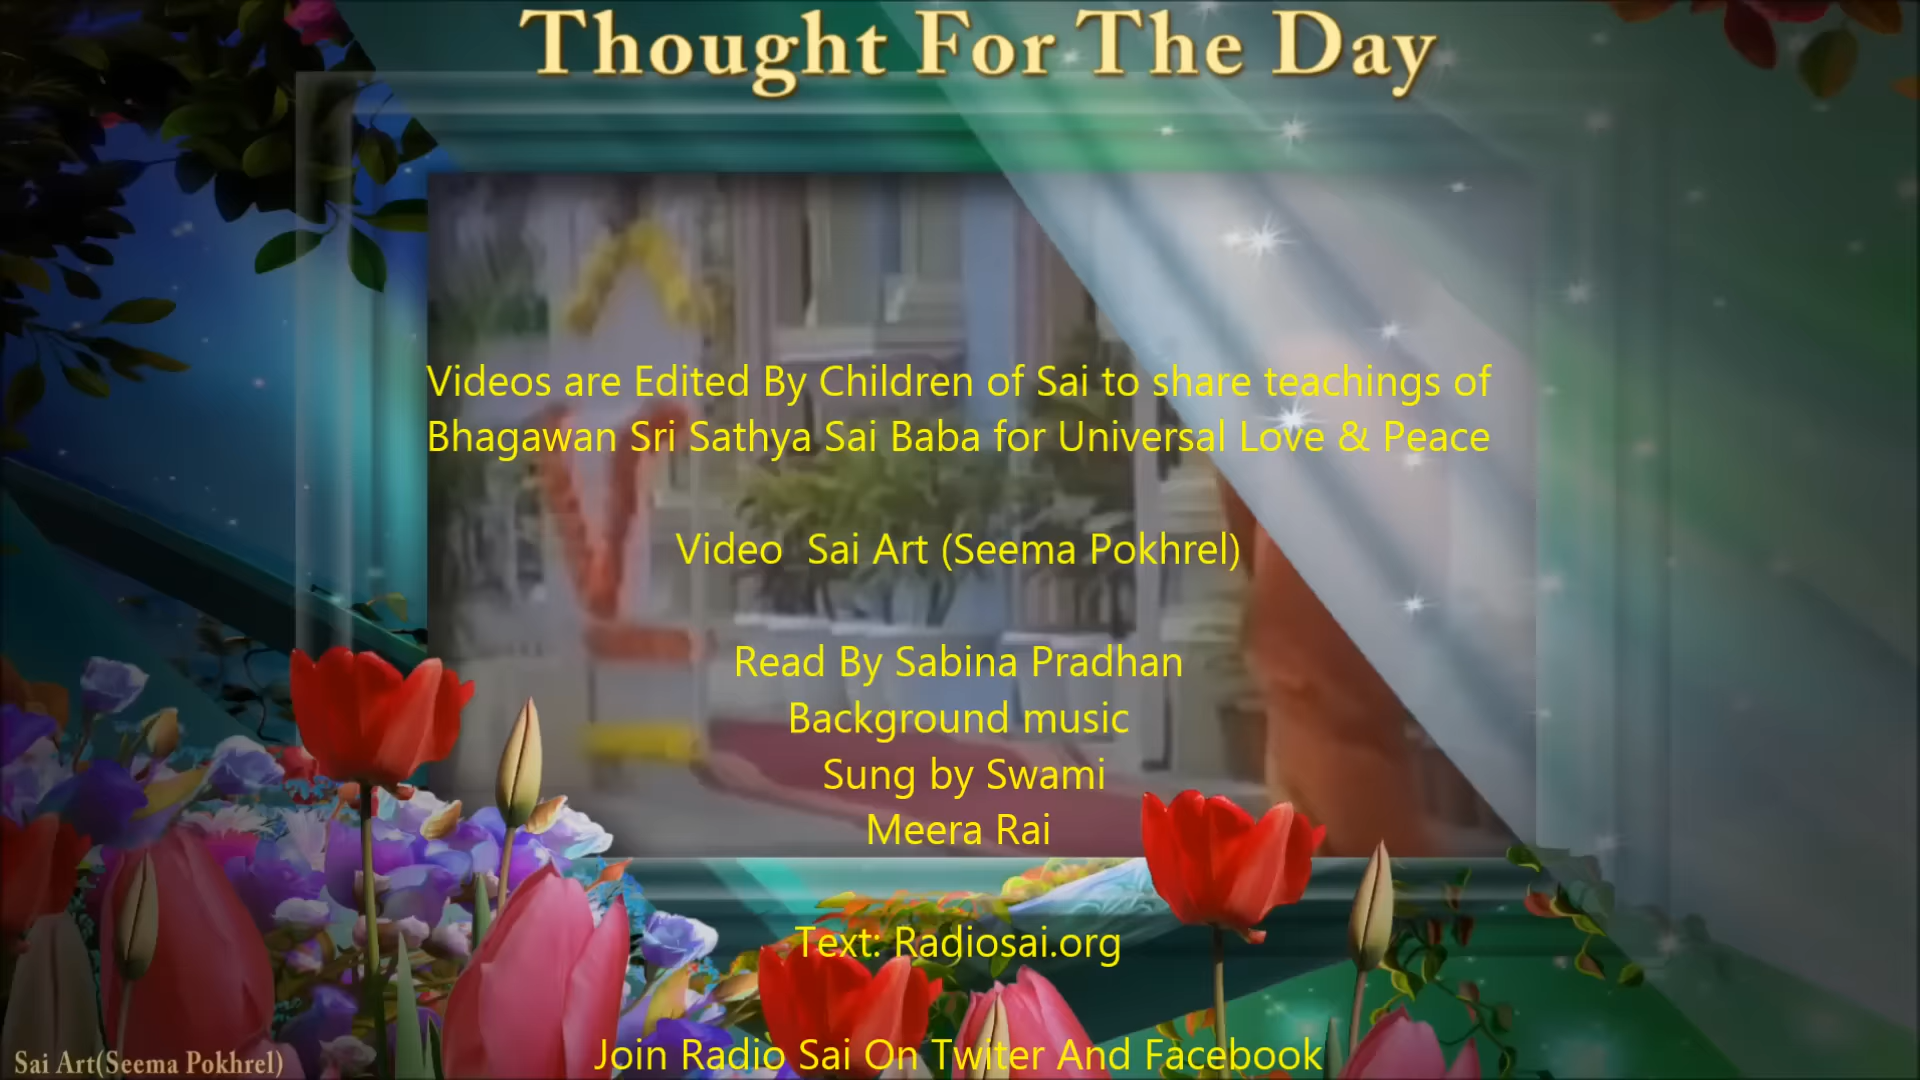 Thought For The Day
Videos are Edited By Children of Sai to share teachings of
Bhagawan Sri Sathya Sai Baba for Universal Love & Peace
Video  Sai Art (Seema Pokhrel)
Read By Sabina Pradhan
Background music
Sung by Swami
Meera Rai
Text: Radiosai.org
Join Radio Sai On Twiter And Facebook
Sai Art(Seema Pokhrel)